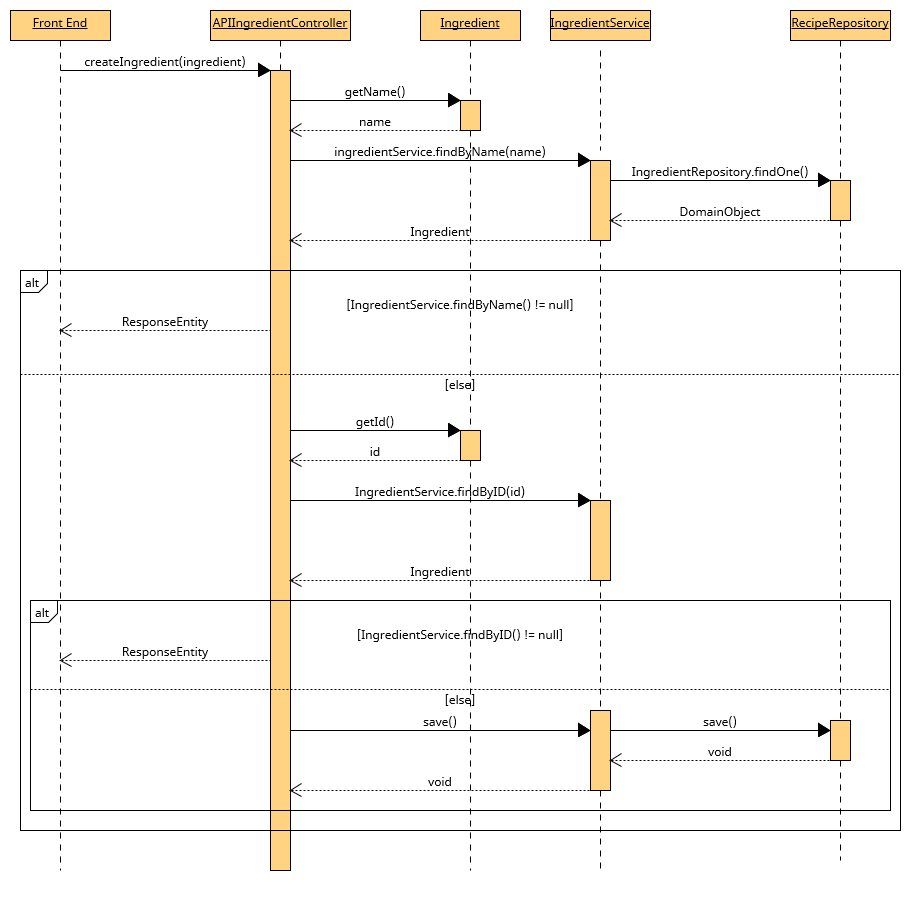 Front End
APIIngredientController
Ingredient
IngredientService
RecipeRepository
createIngredient(ingredient)
getName()
name
ingredientService.findByName(name)
IngredientRepository.findOne()
DomainObject
Ingredient
alt
[IngredientService.findByName() != null]
ResponseEntity
[else]
getId()
id
IngredientService.findByID(id)
Ingredient
alt
[IngredientService.findByID() != null]
ResponseEntity
[else]
save()
save()
void
void